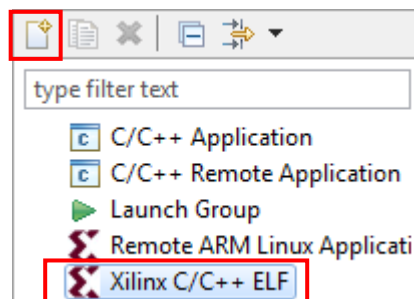 type filter text
C/C++ Application
C/C++ Remote Application
Launch Group
Remote ARM Linux Applicati
Xilinx C/C++ ELF